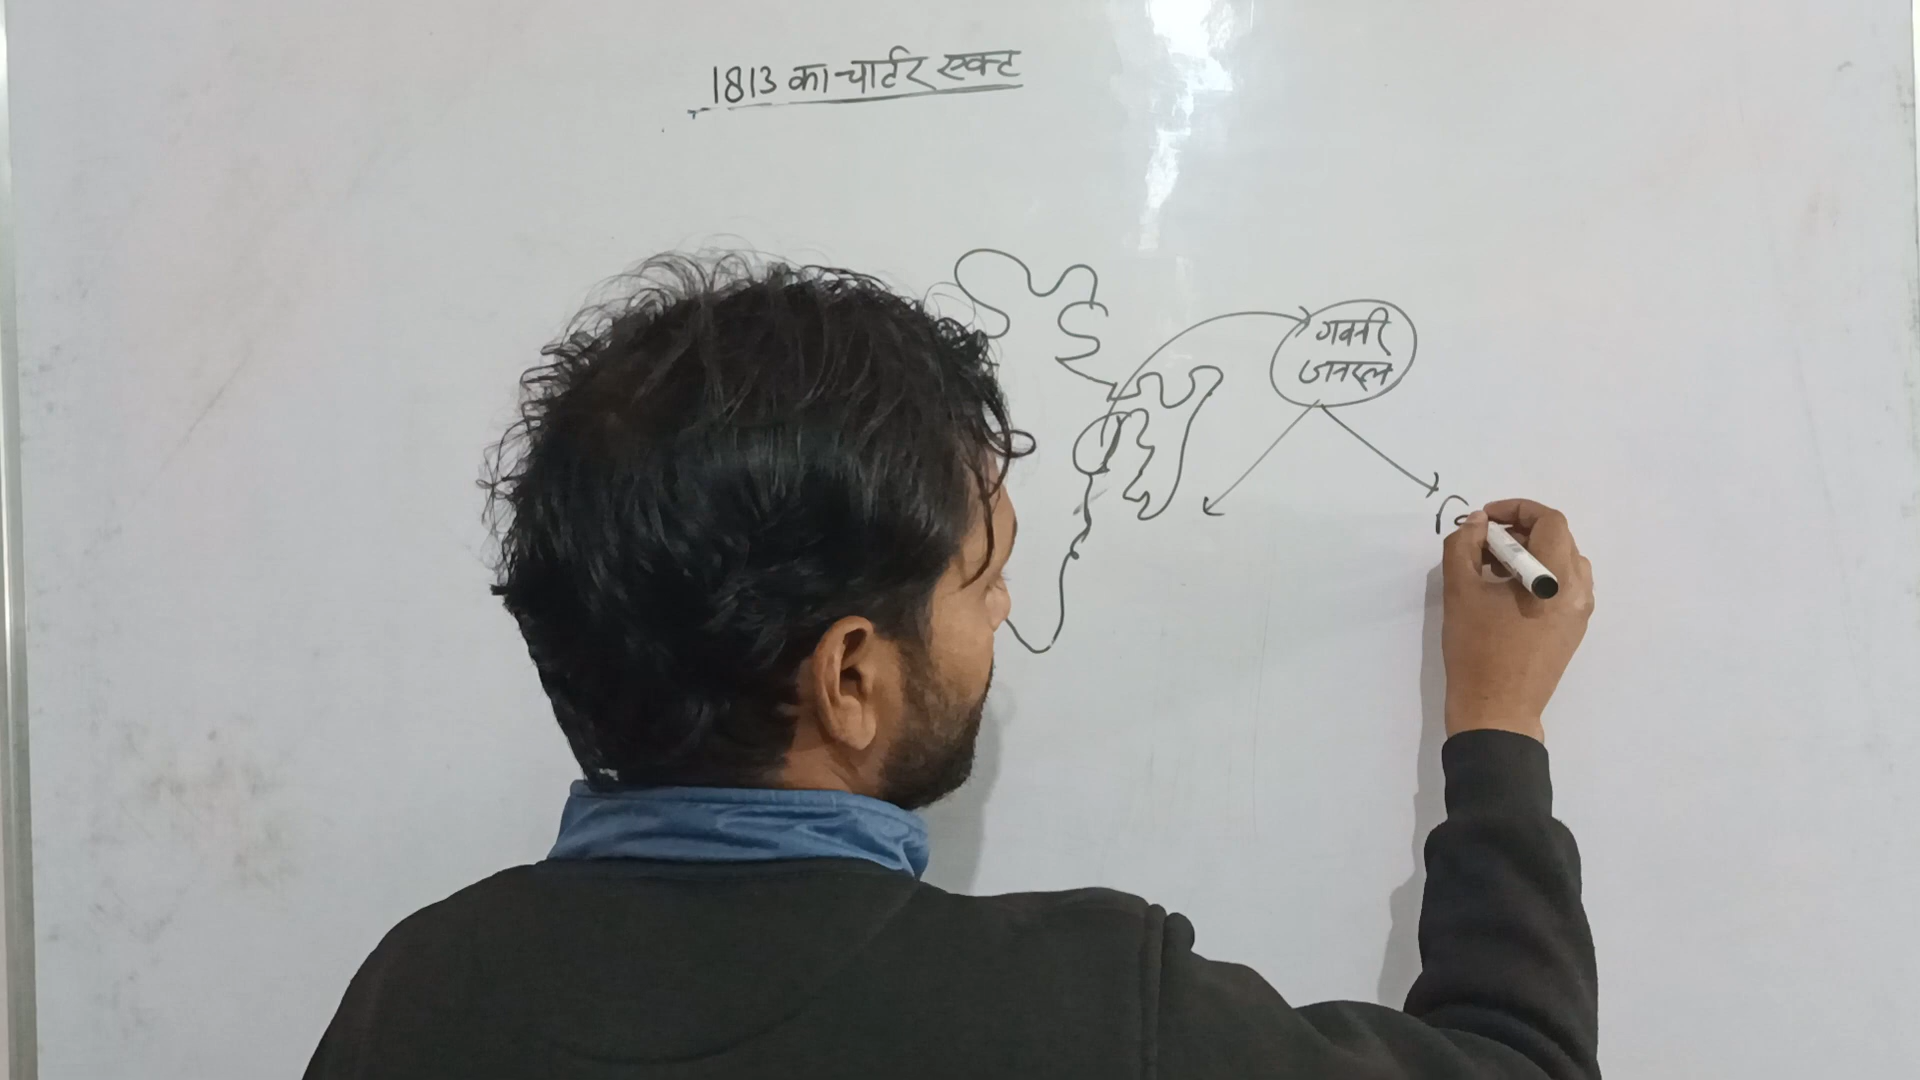 1813 का चार्टर एक्ट
गवर्नर
जनरल